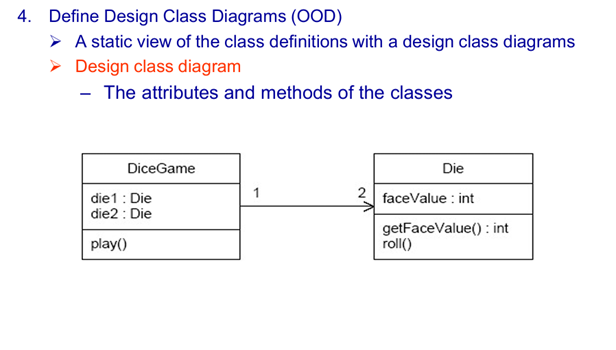 4. Define Design Class Diagrams (OOD)
➢ A static view of the class definitions with a design class diagrams
➢ Design class diagram
– The attributes and methods of the classes
DiceGame
die1 : Die
die2 : Die
play()
1
2
Die
faceValue : int
getFaceValue() : int
roll()